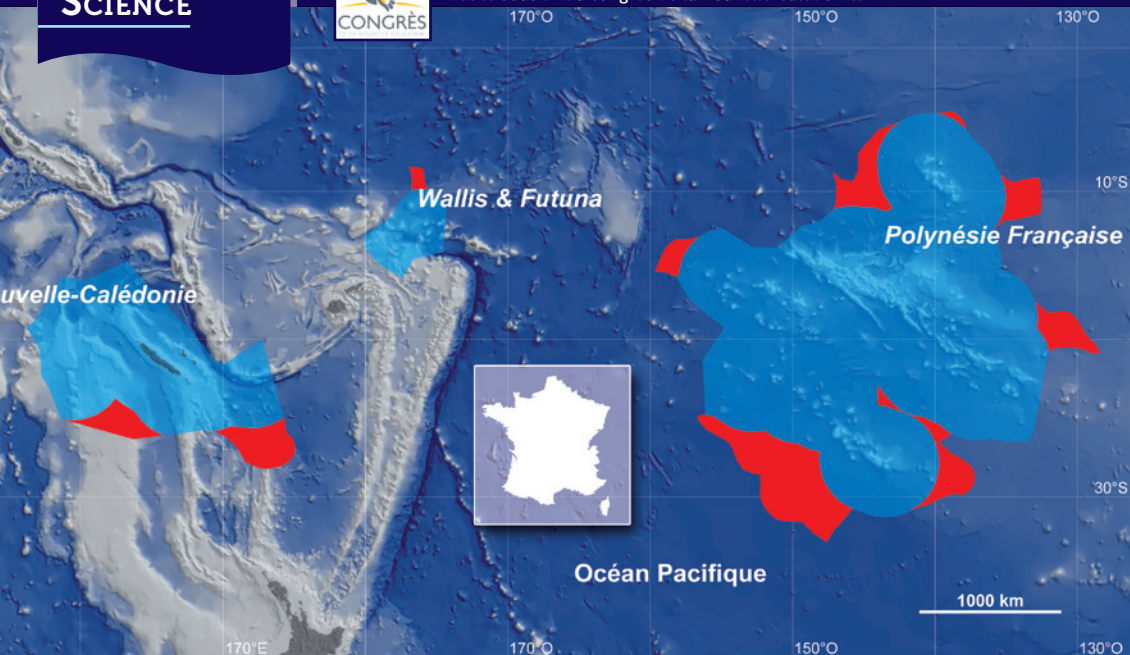 SCIENCE
CONGRÈS
170°O
150°O
130°O
10°S
Wallis & Futuna
Polynésie Française
uvelle-Calédonie
30°S
Océan Pacifique
1000 km
170°E
170°O
150°O
130°O